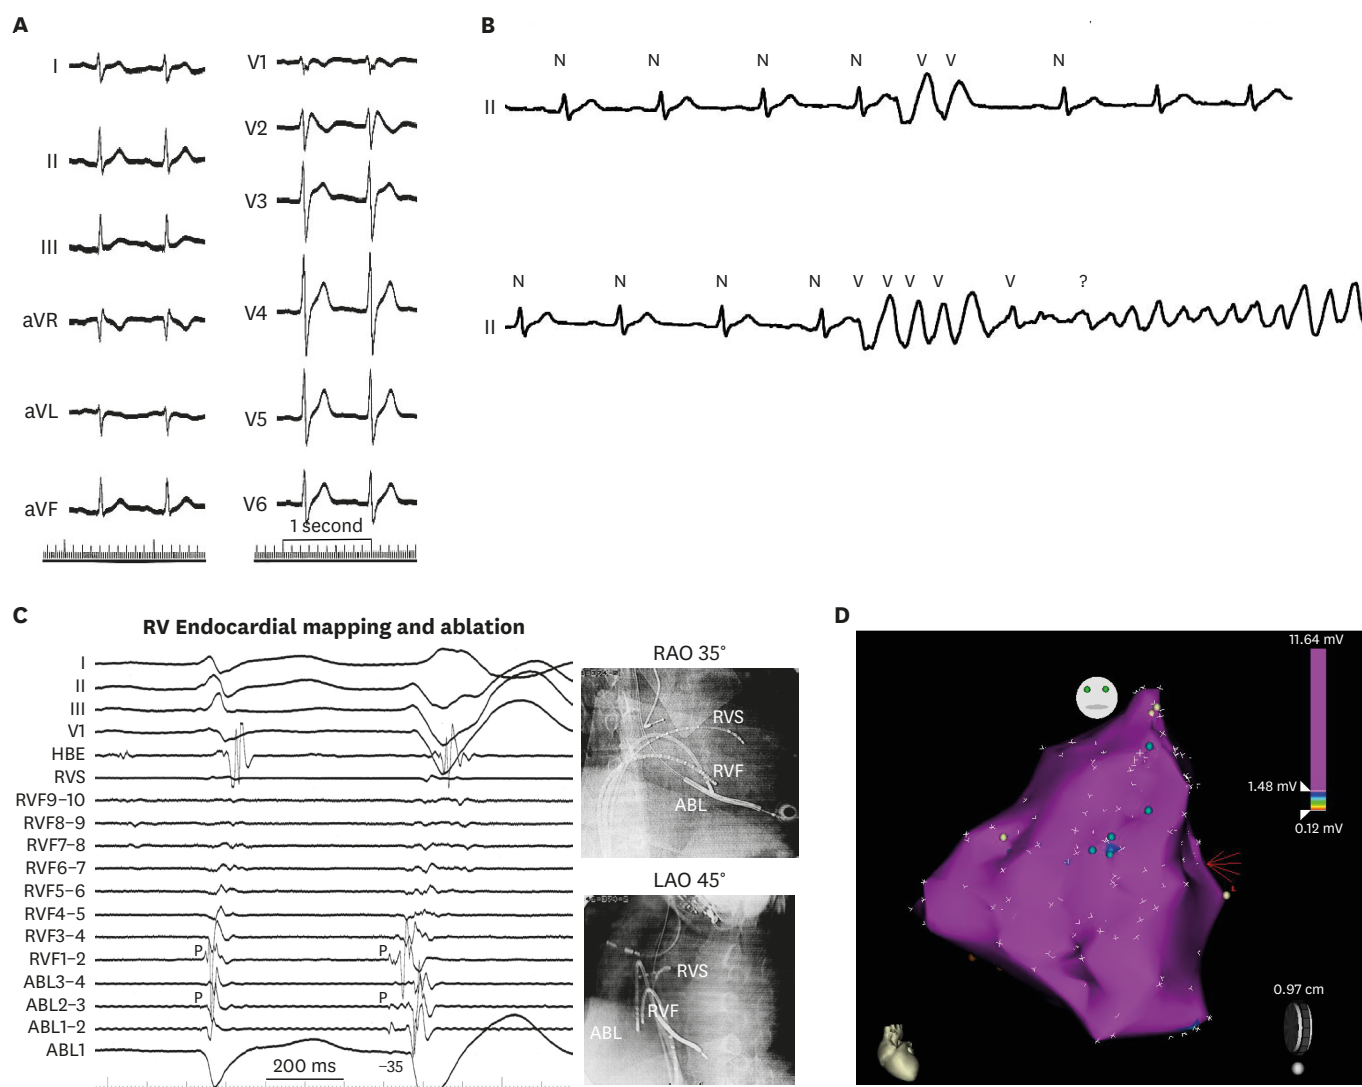 A
I
II
III
aVR
aVL
aVF
V1
V2
V3
V4
V5
V6
1 second
B
N N N N V V N
II
N N N N V V V V V ?
II
C
RV Endocardial mapping and ablation
I
II
III
V1
HBE
RVS
RVF9–10
RVF8–9
RVF7–8
RVF6–7
RVF5–6
RVF4–5
RVF3–4
P P
RVF1–2
ABL3–4
P P
ABL2–3
ABL1–2
ABL1
200 ms
–35
RAO 35°
RVS
RVF
ABL
LAO 45°
RVS
RVF
ABL
D
11.64 mV
1.48 mV
0.12 mV
0.97 cm